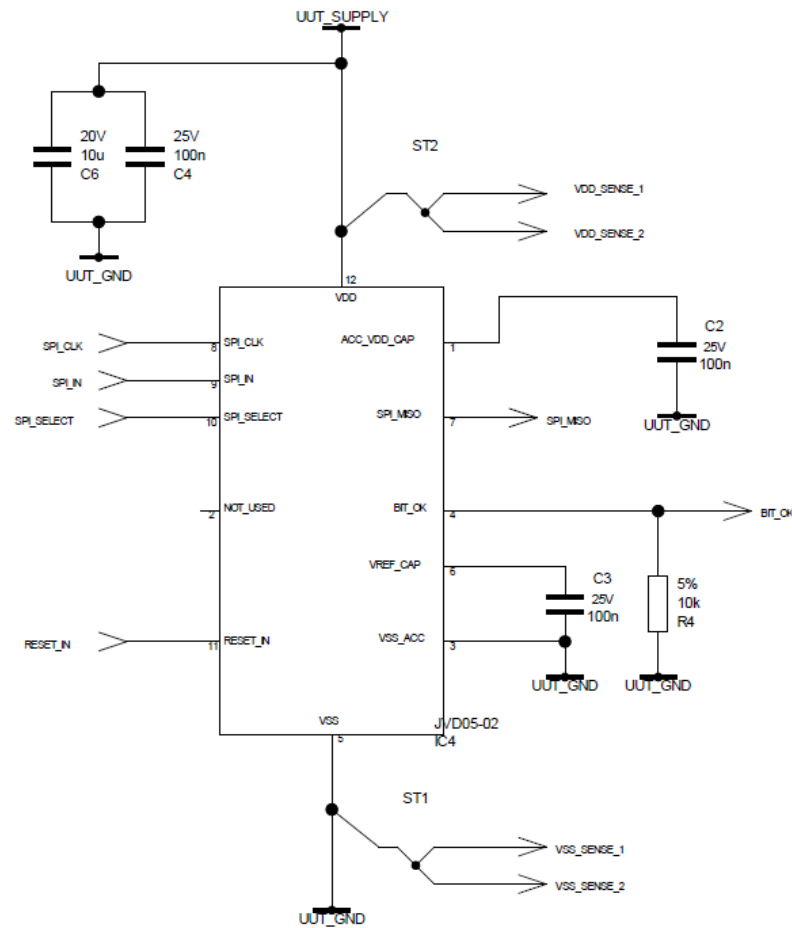 UUT_SUPPLY
20V
10u
C6
25V
100n
C4
UUT_GND
ST2
VDD_SENSE_1
VDD_SENSE_2
12
VDD
SPI_CLK
8
SPI_CLK
ACC_VDD_CAP
1
C2
25V
100n
UUT_GND
SPI_IN
9
SPI_IN
SPI_SELECT
10
SPI_SELECT
SPI_MISO
7
SPI_MISO
2
NOT_USED
BIT_OK
4
BIT_OK
VREF_CAP
6
C3
25V
100n
5%
10k
R4
RESET_IN
11
RESET_IN
VSS_ACC
3
UUT_GND
UUT_GND
VSS
5
JVD05-02
IC4
ST1
VSS_SENSE_1
VSS_SENSE_2
UUT_GND